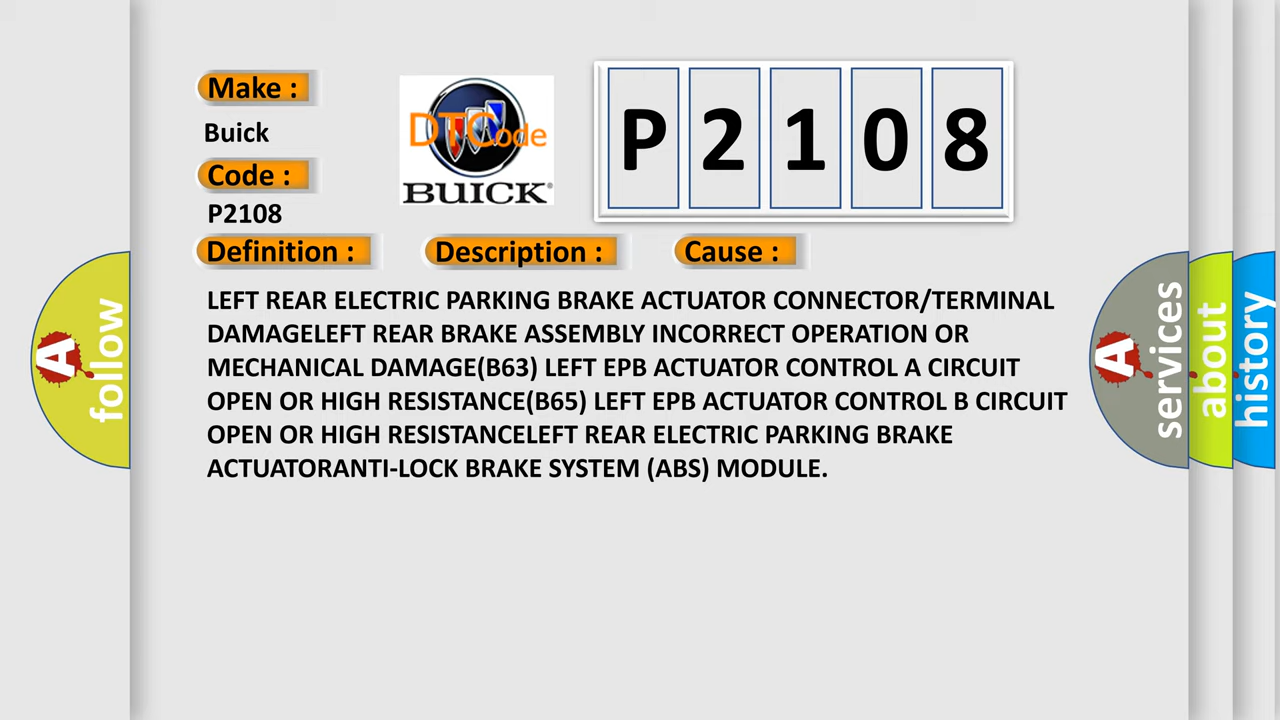 Make :
Buick
Code :
P2108
DTCode
BUICK
P 2 1 0 8
Definition :
Description :
Cause :
LEFT REAR ELECTRIC PARKING BRAKE ACTUATOR CONNECTOR/TERMINAL
DAMAGELEFT REAR BRAKE ASSEMBLY INCORRECT OPERATION OR
MECHANICAL DAMAGE(B63) LEFT EPB ACTUATOR CONTROL A CIRCUIT
OPEN OR HIGH RESISTANCE(B65) LEFT EPB ACTUATOR CONTROL B CIRCUIT
OPEN OR HIGH RESISTANCELEFT REAR ELECTRIC PARKING BRAKE
ACTUATORANTI-LOCK BRAKE SYSTEM (ABS) MODULE.
A follow
A services
about
history